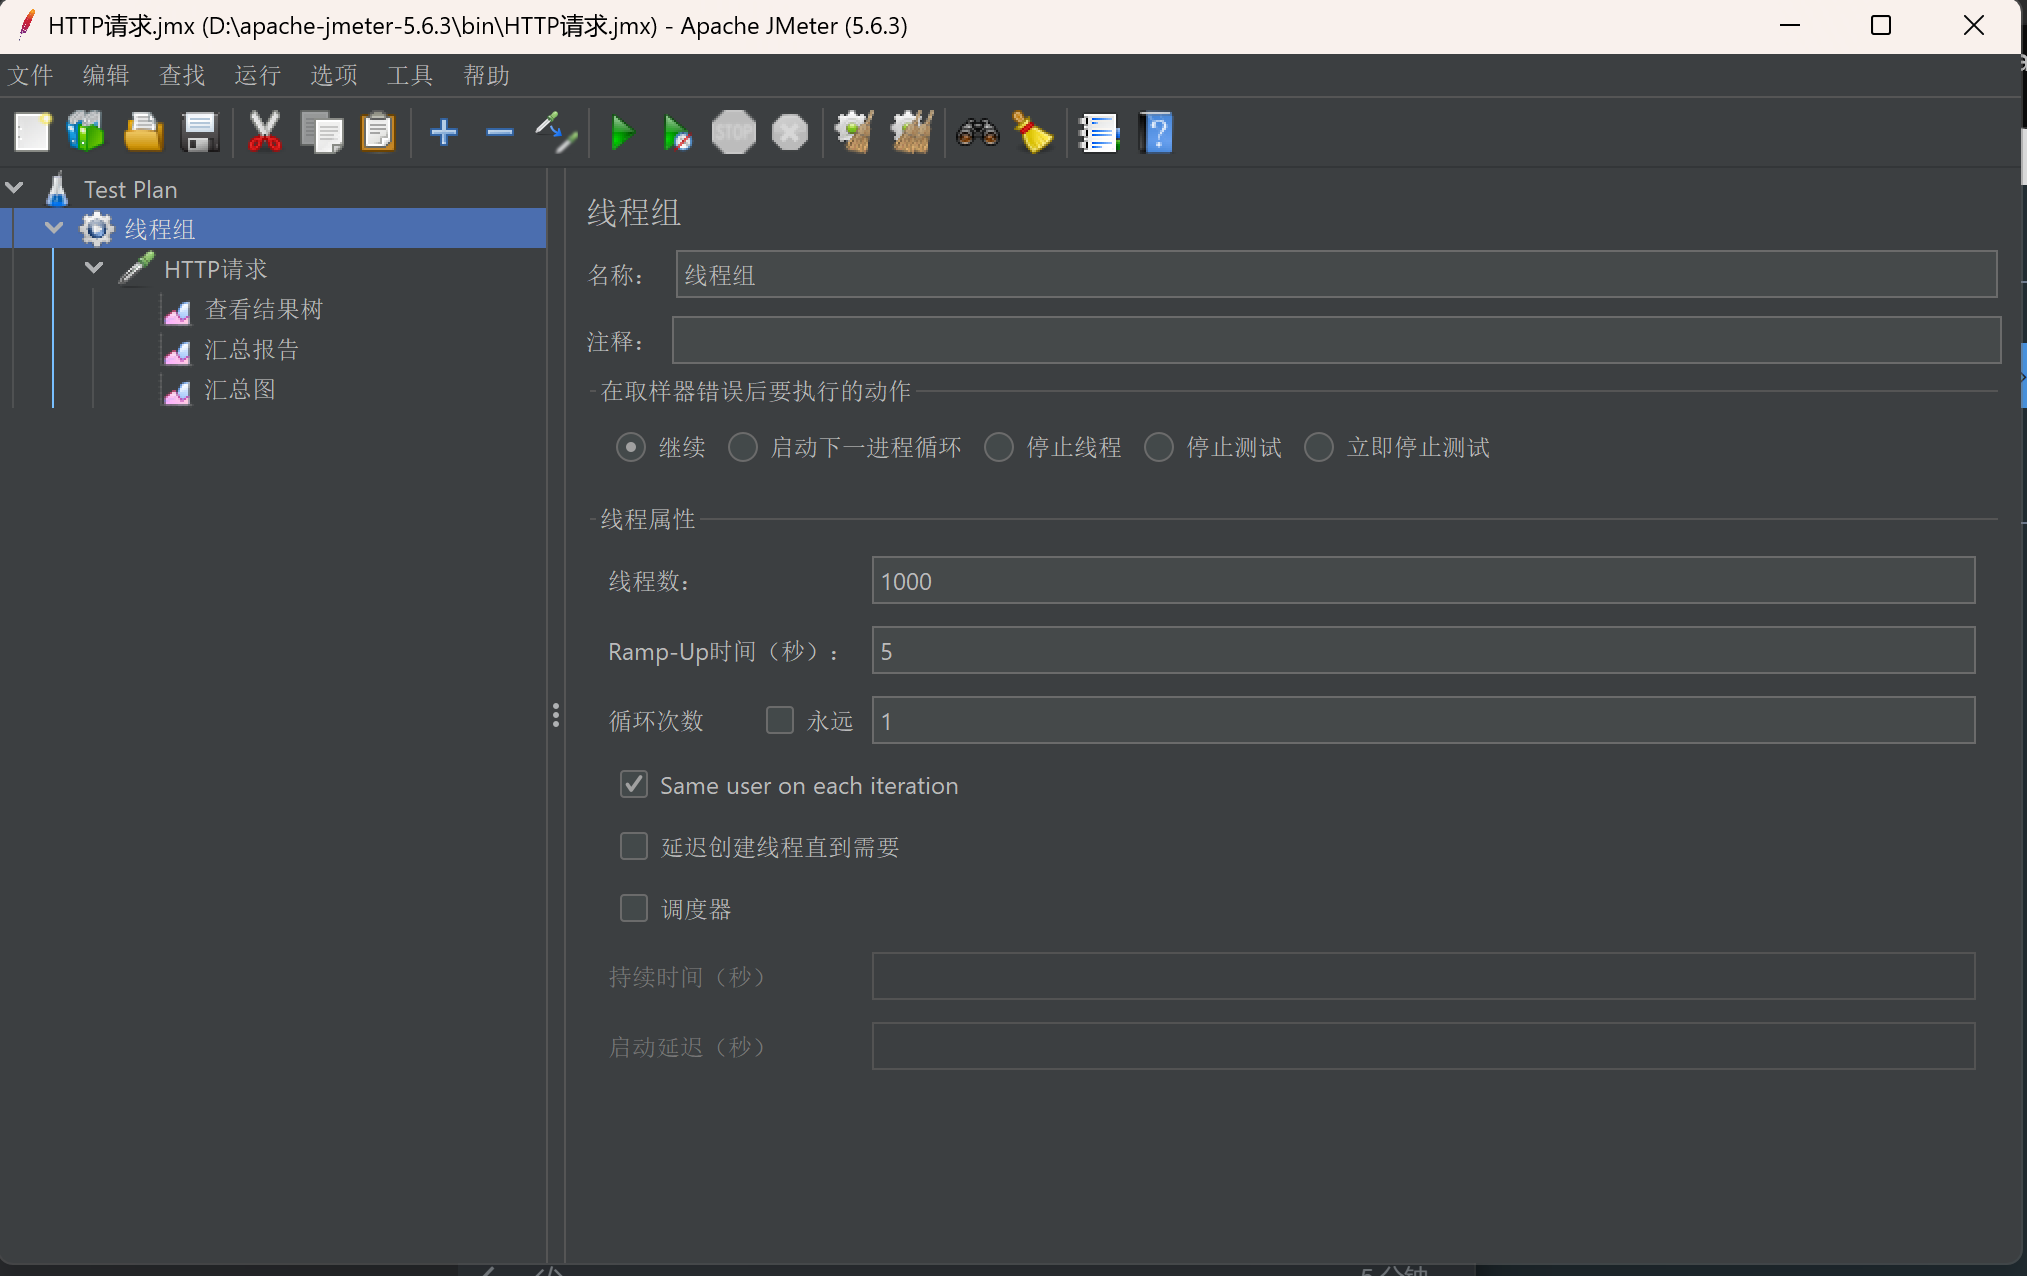 HTTP请求.jmx (D:\apache-jmeter-5.6.3\bin\HTTP请求.jmx) - Apache JMeter (5.6.3)
文件 编辑 查找 运行 选项 工具 帮助
STOP
Test Plan
线程组
HTTP请求
查看结果树
汇总报告
汇总图
线程组
名称： 线程组
注释：
在取样器错误后要执行的动作
继续 启动下一进程循环 停止线程 停止测试 立即停止测试
线程属性
线程数： 1000
Ramp-Up时间（秒）： 5
循环次数 永远 1
Same user on each iteration
延迟创建线程直到需要
调度器
持续时间（秒）
启动延迟（秒）